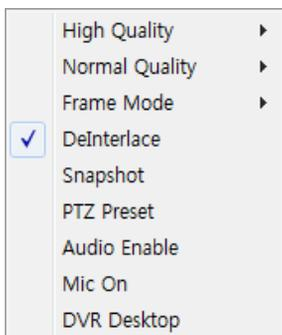 High Quality
Normal Quality
Frame Mode
DeInterlace
Snapshot
PTZ Preset
Audio Enable
Mic On
DVR Desktop